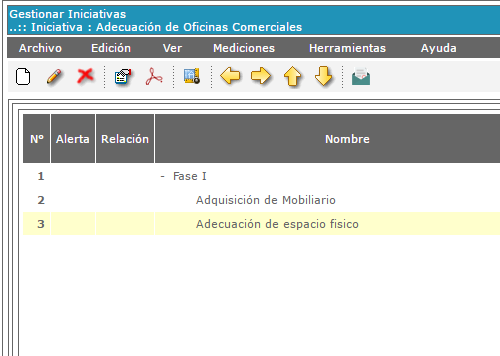 Gestionar Iniciativas
..:: Iniciativa : Adecuación de Oficinas Comerciales
Archivo Edición Ver Mediciones Herramientas Ayuda
Nº Alerta Relación Nombre
1 - Fase I
2 Adquisición de Mobiliario
3 Adecuación de espacio fisico